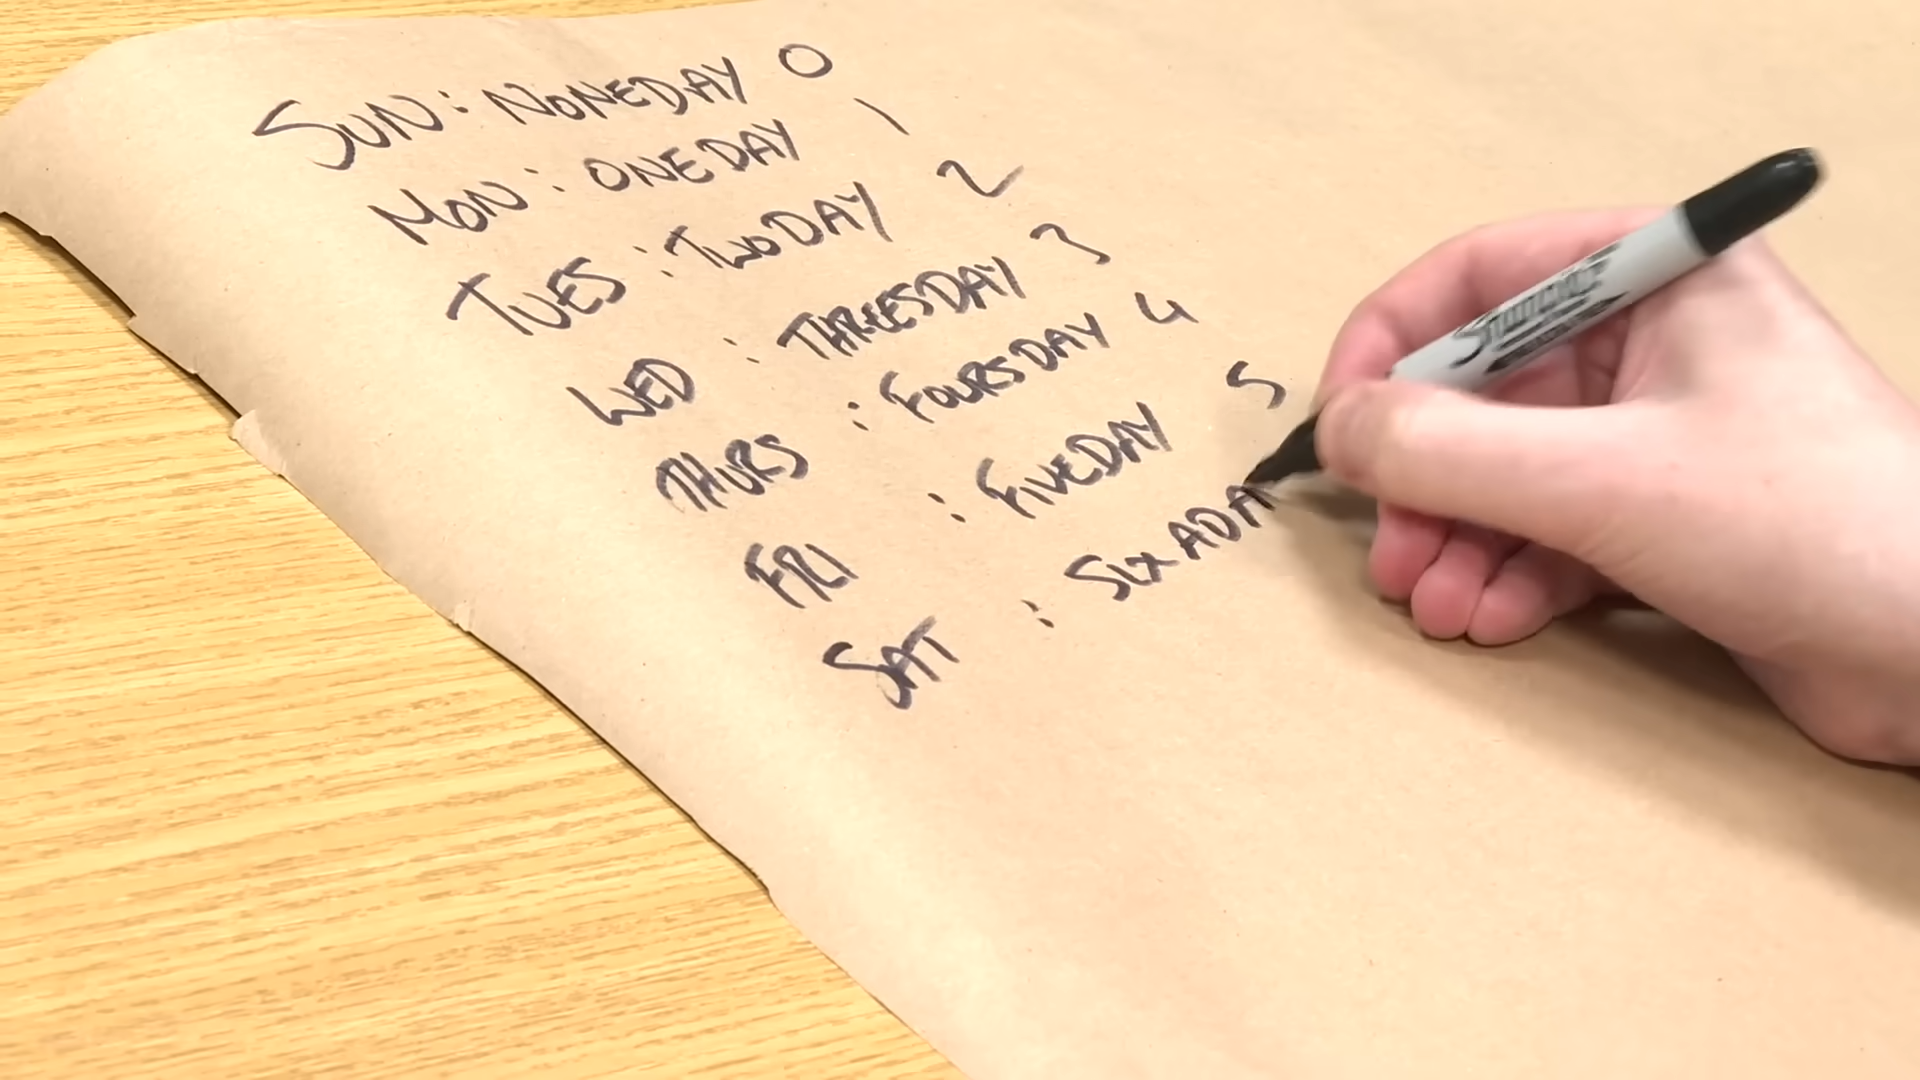 SUN: NONEDAY 0
MON: ONEDAY 1
TUES: TWODAY 2
WED: THREESDAY 3
THURS: FOURSDAY 4
FRI: FIVEDAY 5
SAT: SIXADA
Sharpie